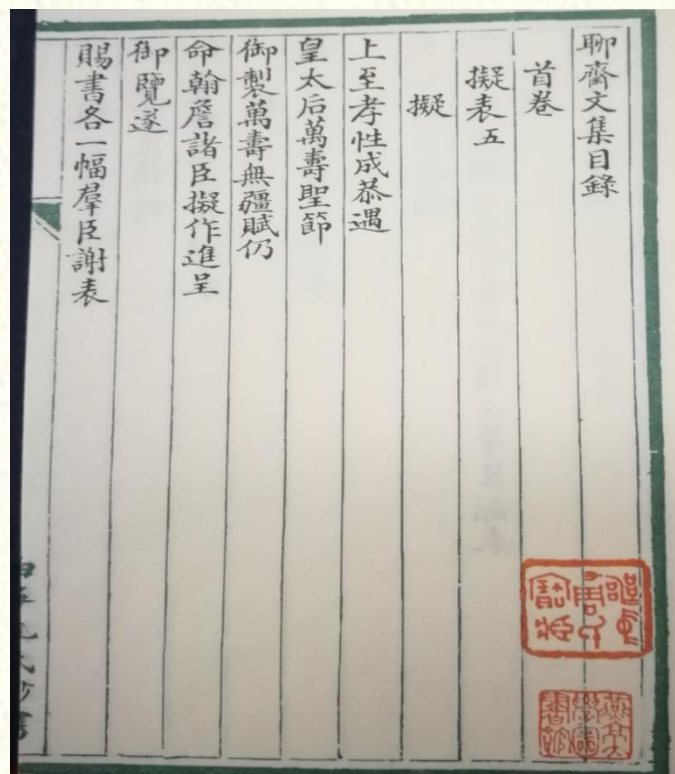 聊齋文集目錄
首卷
擬表五
擬
上至孝性成恭遇
皇太后萬壽聖節
御製萬壽無疆賦仍
命翰詹諸臣擬作進呈
御覽遂
賜書各一幅羣臣謝表